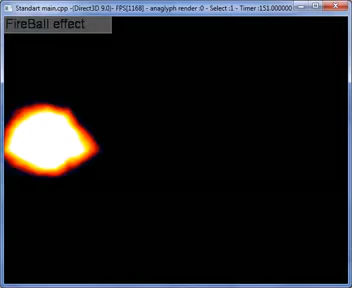 Standart main.cpp -(Direct3D 9.0)- FPS[1168] - anaglyph render :0 - Select :1 - Timer :151.000000
FireBall effect